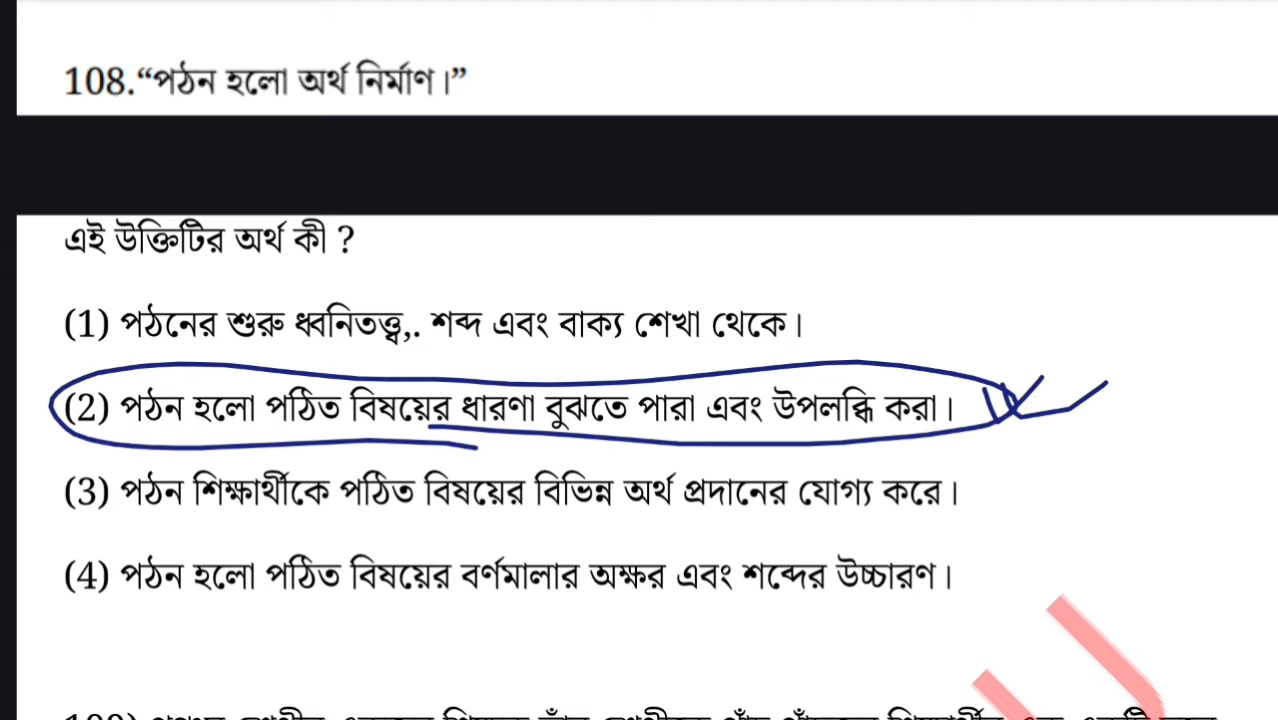 108.“পঠন হলো অর্থ নির্মাণ।”
এই উক্তিটির অর্থ কী ?
(1) পঠনের শুরু ধ্বনিতত্ত্ব,. শব্দ এবং বাক্য শেখা থেকে।
(2) পঠন হলো পঠিত বিষয়ের ধারণা বুঝতে পারা এবং উপলব্ধি করা।
(3) পঠন শিক্ষার্থীকে পঠিত বিষয়ের বিভিন্ন অর্থ প্রদানের যোগ্য করে।
(4) পঠন হলো পঠিত বিষয়ের বর্ণমালার অক্ষর এবং শব্দের উচ্চারণ।